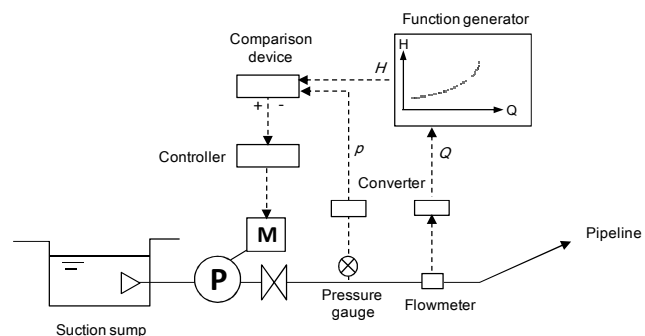 Function generator
Comparison
device
H
H
Q
+ -
p
Q
Controller
Converter
M
P
Pipeline
Pressure
gauge
Flowmeter
Suction sump